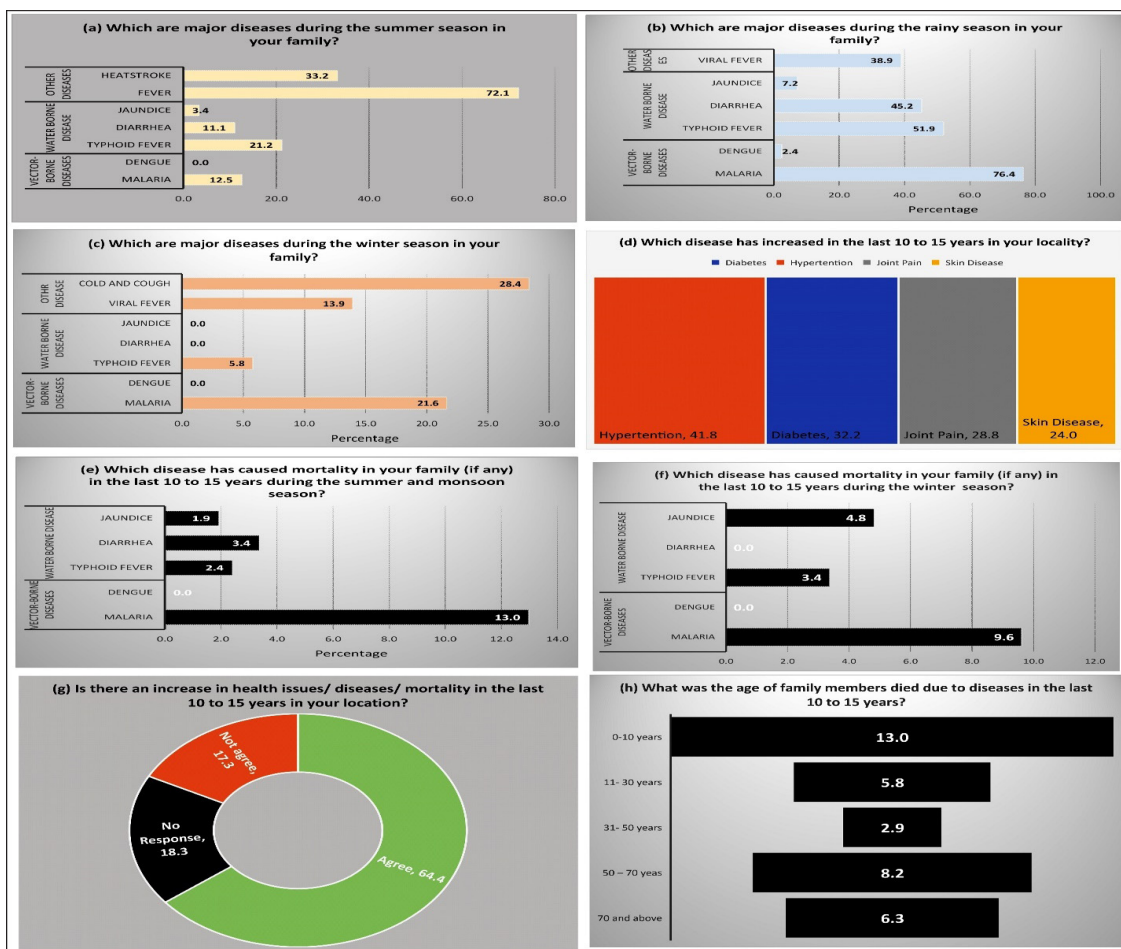 (a) Which are major diseases during the summer season in
your family?
OTHER
DISEASES
HEATSTROKE
33.2
FEVER
72.1
WATER BORNE
DISEASE
JAUNDICE
3.4
DIARRHEA
11.1
TYPHOID FEVER
21.2
VECTOR-
BORNE
DISEASES
DENGUE
0.0
MALARIA
12.5
0.0 20.0 40.0 60.0 80.0
(b) Which are major diseases during the rainy season in your
family?
OTHER
DISEAS
ES
VIRAL FEVER
38.9
WATER BORNE
DISEASE
JAUNDICE
7.2
DIARRHEA
45.2
TYPHOID FEVER
51.9
VECTOR-
BORNE
DISEASES
DENGUE
2.4
MALARIA
76.4
0.0 20.0 40.0 60.0 80.0 100.0
Percentage
(c) Which are major diseases during the winter season in your
family?
OTHR
DISEASE
COLD AND COUGH
28.4
VIRAL FEVER
13.9
WATER BORNE
DISEASE
JAUNDICE
0.0
DIARRHEA
0.0
TYPHOID FEVER
5.8
VECTOR-
BORNE
DISEASES
DENGUE
0.0
MALARIA
21.6
0.0 5.0 10.0 15.0 20.0 25.0 30.0
Percentage
(d) Which disease has increased in the last 10 to 15 years in your locality?
Diabetes Hypertention Joint Pain Skin Disease
Hypertention, 41.8
Diabetes, 32.2
Joint Pain, 28.8
Skin Disease,
24.0
(e) Which disease has caused mortality in your family (if any)
in the last 10 to 15 years during the summer and monsoon
season?
WATER BORNE DISEASE
JAUNDICE
1.9
DIARRHEA
3.4
TYPHOID FEVER
2.4
VECTOR-BORNE
DISEASES
DENGUE
0.0
MALARIA
13.0
0.0 2.0 4.0 6.0 8.0 10.0 12.0 14.0
Percentage
(f) Which disease has caused mortality in your family (if any) in
the last 10 to 15 years during the winter season?
WATER BORNE DISEASE
JAUNDICE
4.8
DIARRHEA
0.0
TYPHOID FEVER
3.4
VECTOR-BORNE
DISEASES
DENGUE
0.0
MALARIA
9.6
0.0 2.0 4.0 6.0 8.0 10.0 12.0
(g) Is there an increase in health issues/ diseases/ mortality in the last
10 to 15 years in your location?
Not agree,
17.3
No
Response,
18.3
Agree, 64.4
(h) What was the age of family members died due to diseases in the last
10 to 15 years?
0-10 years
13.0
11- 30 years
5.8
31- 50 years
2.9
50 – 70 yeas
8.2
70 and above
6.3